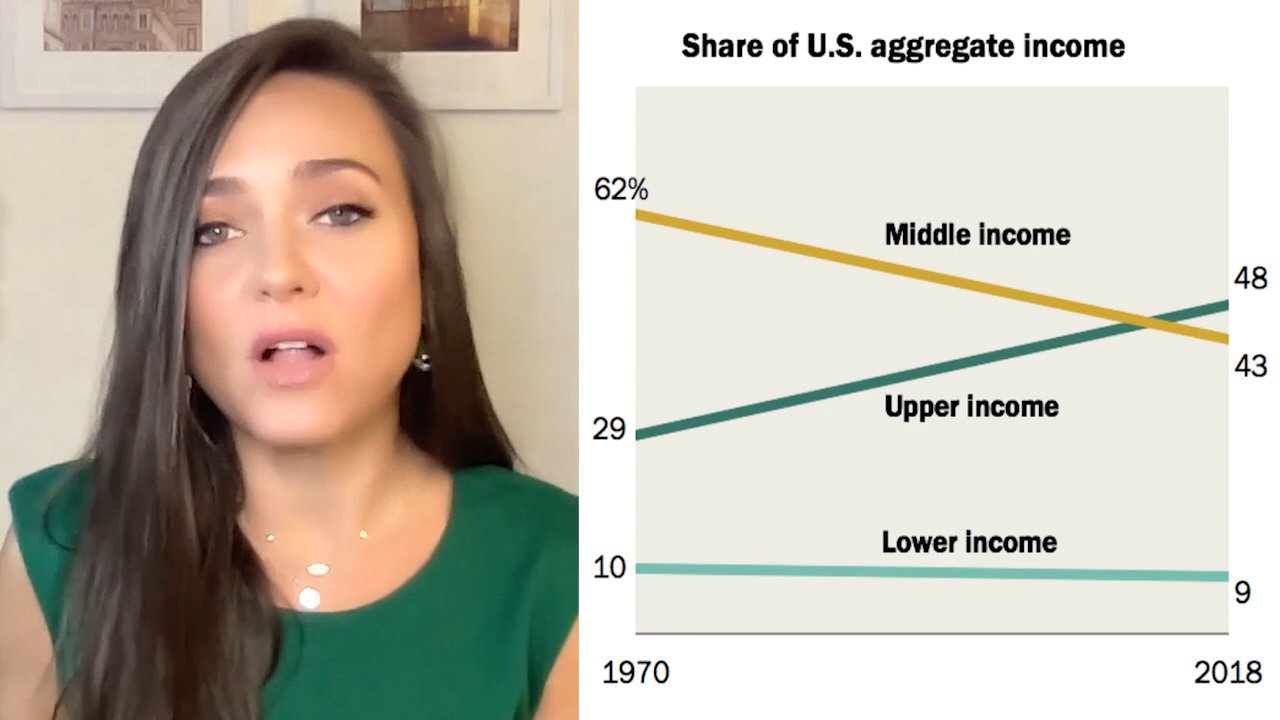 Share of U.S. aggregate income
62%
Middle income
48
43
29
Upper income
Lower income
10
9
1970
2018